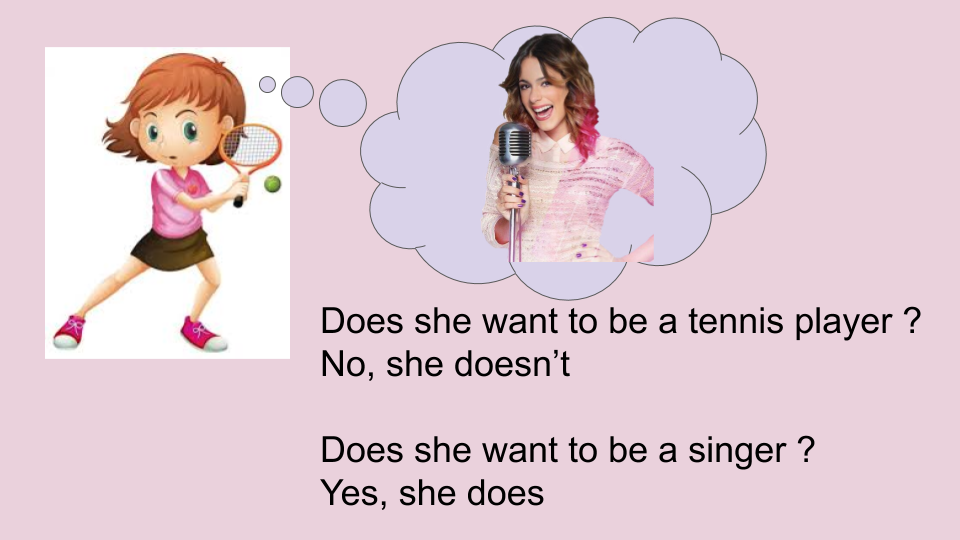 Does she want to be a tennis player ?
No, she doesn’t
Does she want to be a singer ?
Yes, she does